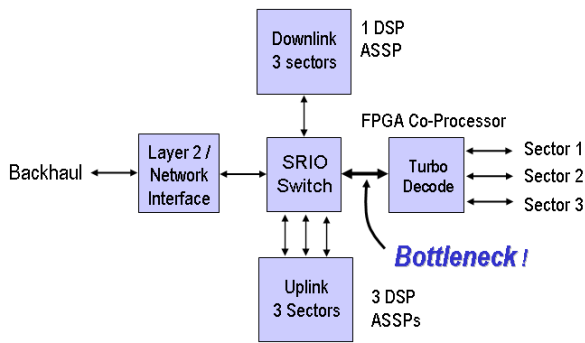 Downlink
3 sectors
1 DSP
ASSP
FPGA Co-Processor
Backhaul
Layer 2 /
Network
Interface
SRIO
Switch
Turbo
Decode
Sector 1
Sector 2
Sector 3
Bottleneck!
Uplink
3 Sectors
3 DSP
ASSPs